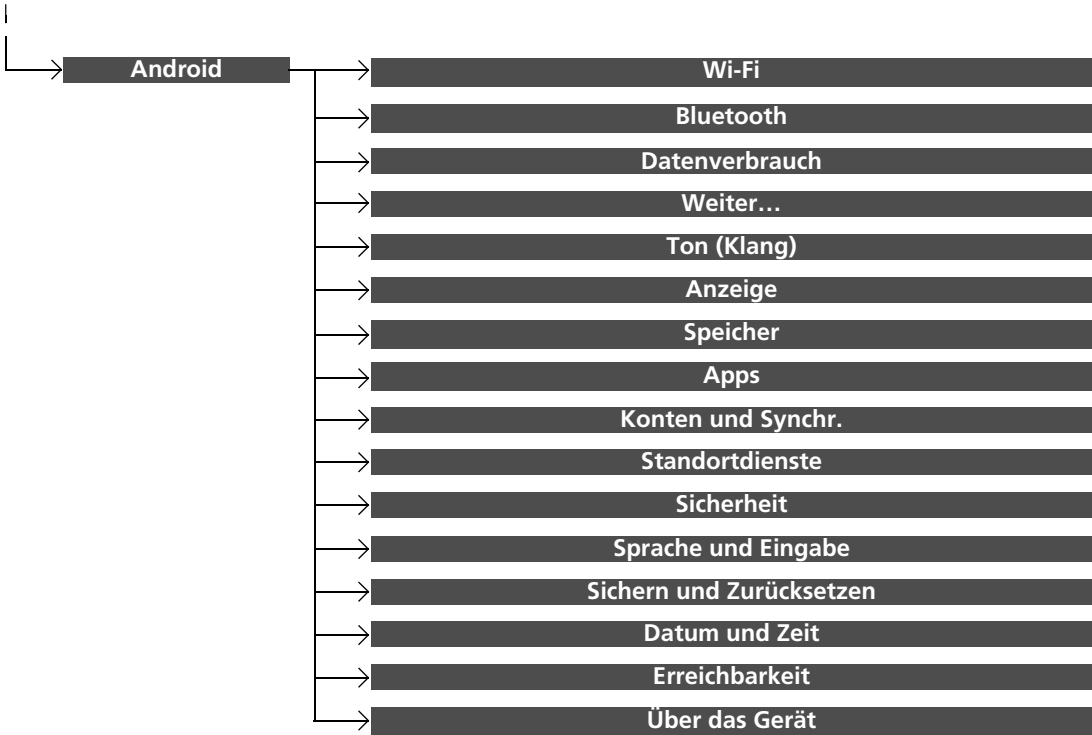 Android
Wi-Fi
Bluetooth
Datenverbrauch
Weiter…
Ton (Klang)
Anzeige
Speicher
Apps
Konten und Synchr.
Standortdienste
Sicherheit
Sprache und Eingabe
Sichern und Zurücksetzen
Datum und Zeit
Erreichbarkeit
Über das Gerät